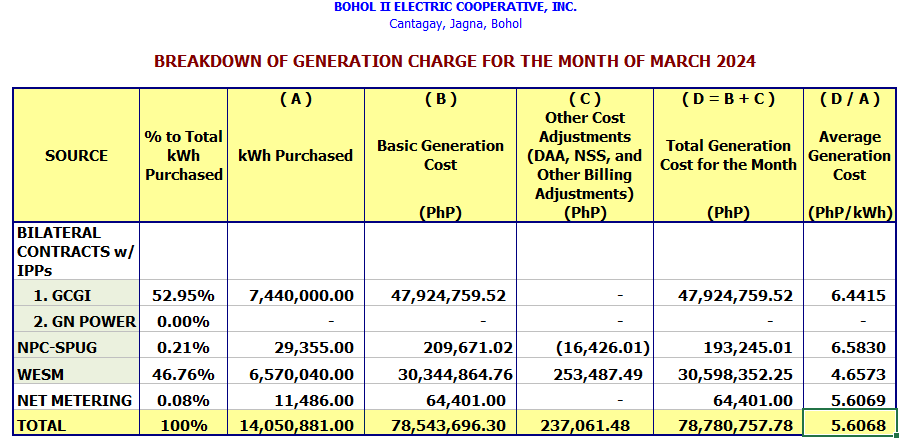 BOHOL II ELECTRIC COOPERATIVE, INC.
Cantagay, Jagna, Bohol
BREAKDOWN OF GENERATION CHARGE FOR THE MONTH OF MARCH 2024
SOURCE
% to Total
kWh
Purchased
( A )
kWh Purchased
( B )
Basic Generation
Cost
(PhP)
( C )
Other Cost
Adjustments
(DAA, NSS, and
Other Billing
Adjustments)
(PhP)
( D = B + C )
Total Generation
Cost for the Month
(PhP)
( D / A )
Average
Generation
Cost
(PhP/kWh)
BILATERAL
CONTRACTS w/
IPPs
1. GCGI 52.95% 7,440,000.00 47,924,759.52 - 47,924,759.52 6.4415
2. GN POWER 0.00% - - - - -
NPC-SPUG 0.21% 29,355.00 209,671.02 (16,426.01) 193,245.01 6.5830
WESM 46.76% 6,570,040.00 30,344,864.76 253,487.49 30,598,352.25 4.6573
NET METERING 0.08% 11,486.00 64,401.00 - 64,401.00 5.6069
TOTAL 100% 14,050,881.00 78,543,696.30 237,061.48 78,780,757.78 5.6068